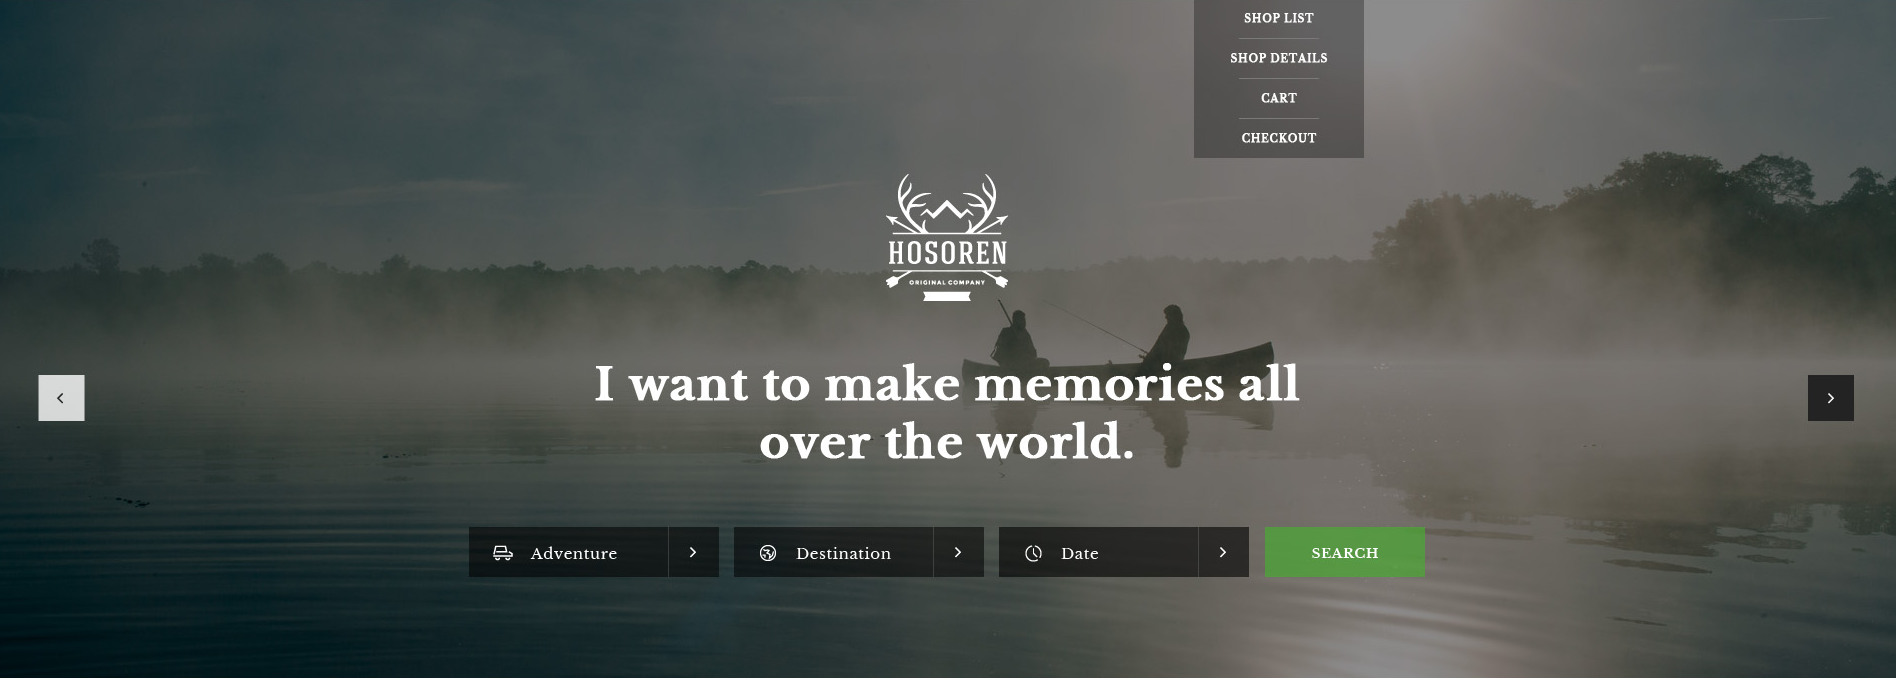 SHOP LIST
SHOP DETAILS
CART
CHECKOUT
HOSOREN
ORIGINAL COMPANY
I want to make memories all
over the world.
Adventure
Destination
Date
SEARCH